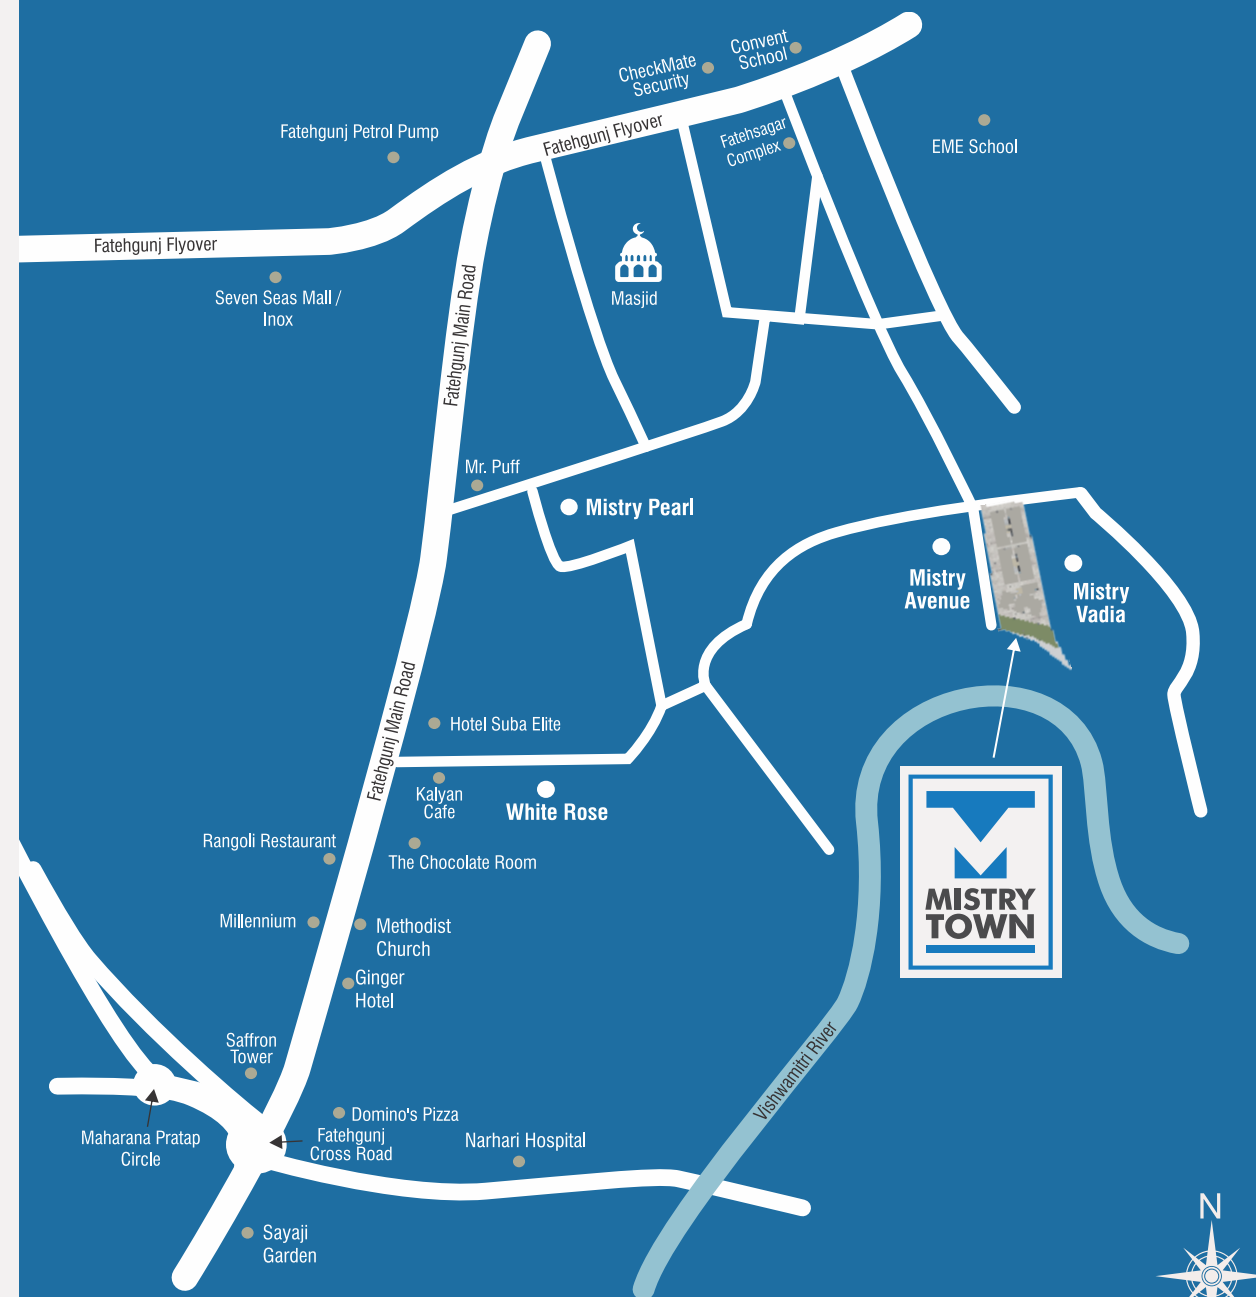 Convent
School
CheckMate
Security
Fatehgunj Petrol Pump
Fatehgunj Flyover
Fatehsagar
Complex
EME School
Fatehgunj Flyover
Seven Seas Mall /
Inox
Masjid
Fatehgunj Main Road
Mr. Puff
Mistry Pearl
Mistry
Avenue
Mistry
Vadia
Fatehgunj Main Road
Hotel Suba Elite
Kalyan
Cafe
White Rose
Rangoli Restaurant
The Chocolate Room
MISTRY
TOWN
Millennium
Methodist
Church
Ginger
Hotel
Saffron
Tower
Vishwamitri River
Domino's Pizza
Fatehgunj
Cross Road
Maharana Pratap
Circle
Narhari Hospital
Sayaji
Garden
N